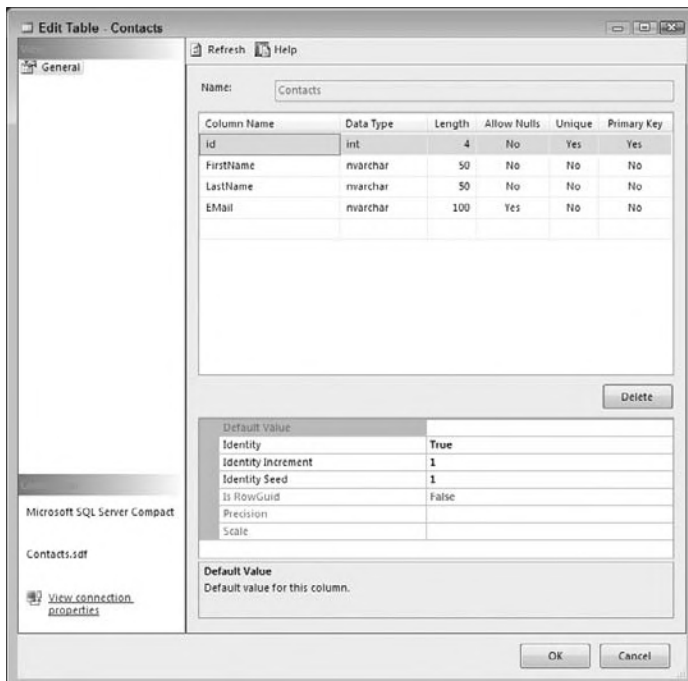 Edit Table - Contacts
General
Refresh Help
Name: Contacts
Column Name Data Type Length Allow Nulls Unique Primary Key
id int 4 No Yes Yes
FirstName nvarchar 50 No No No
LastName nvarchar 50 No No No
EMail nvarchar 100 Yes No No
Delete
Default Value
Identity True
Identity Increment 1
Identity Seed 1
Is RowGuid False
Precision
Scale
Default Value
Default value for this column.
Microsoft SQL Server Compact
Contacts.sdf
View connection
properties
OK Cancel